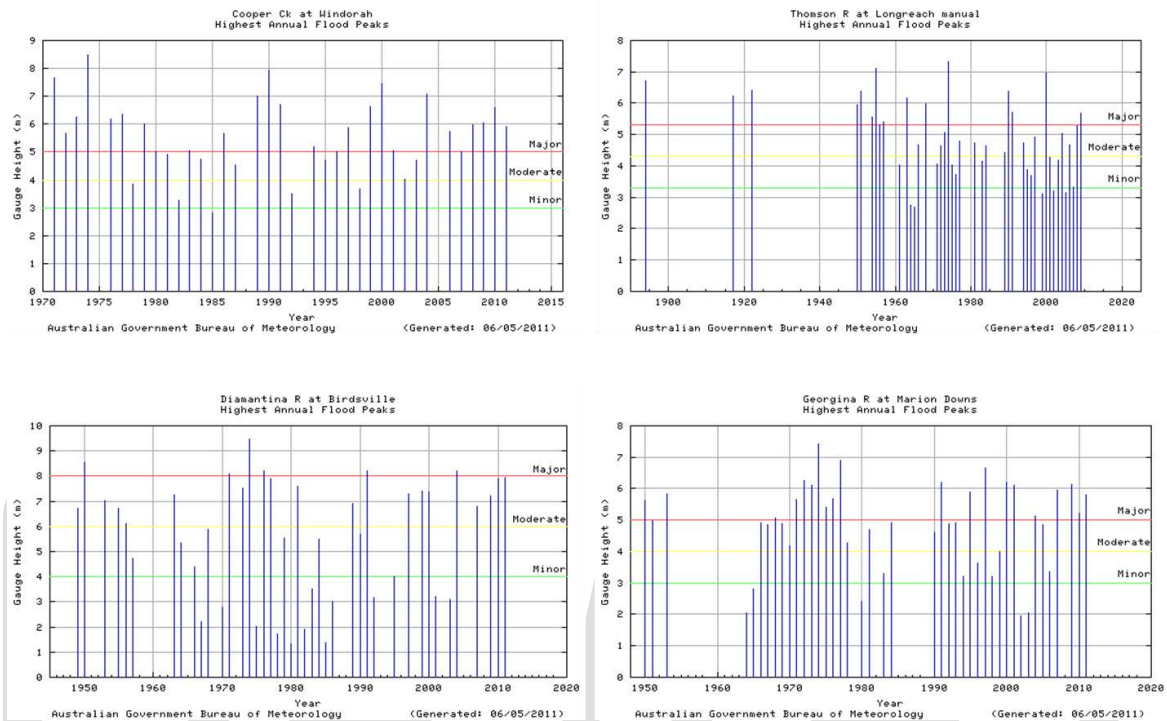 Cooper Ck at Windorah
Highest Annual Flood Peaks
9
8
7
6
5
4
3
2
1
0
Gauge Height (m)
Major
Moderate
Minor
1970 1975 1980 1985 1990 1995 2000 2005 2010 2015
Year
Australian Government Bureau of Meteorology (Generated: 06/05/2011)
Thomson R at Longreach manual
Highest Annual Flood Peaks
8
7
6
5
4
3
2
1
0
Gauge Height (m)
Major
Moderate
Minor
1900 1920 1940 1960 1980 2000 2020
Year
Australian Government Bureau of Meteorology (Generated: 06/05/2011)
Diamantina R at Birdsville
Highest Annual Flood Peaks
10
9
8
7
6
5
4
3
2
1
0
Gauge Height (m)
Major
Moderate
Minor
1950 1960 1970 1980 1990 2000 2010 2020
Year
Australian Government Bureau of Meteorology (Generated: 06/05/2011)
Georgina R at Marion Downs
Highest Annual Flood Peaks
8
7
6
5
4
3
2
1
0
Gauge Height (m)
Major
Moderate
Minor
1950 1960 1970 1980 1990 2000 2010 2020
Year
Australian Government Bureau of Meteorology (Generated: 06/05/2011)